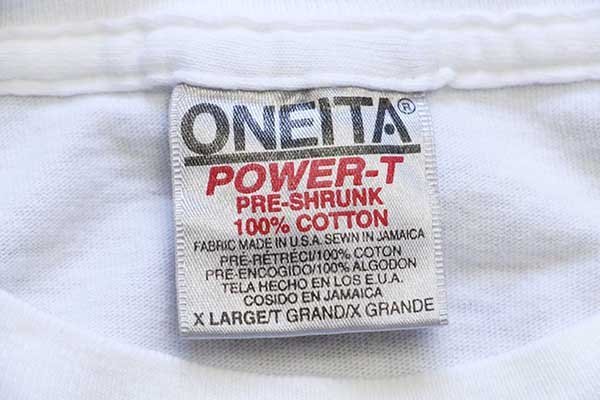 ONEITA®
POWER-T
PRE-SHRUNK
100% COTTON
FABRIC MADE IN U.S.A. SEWN IN JAMAICA
PRE-RÉTRÉCI/100% COTON
PRE-ENCOGIDO/100% ALGODON
TELA HECHO EN LOS E.U.A.
COSIDO EN JAMAICA
X LARGE/T GRAND/X GRANDE